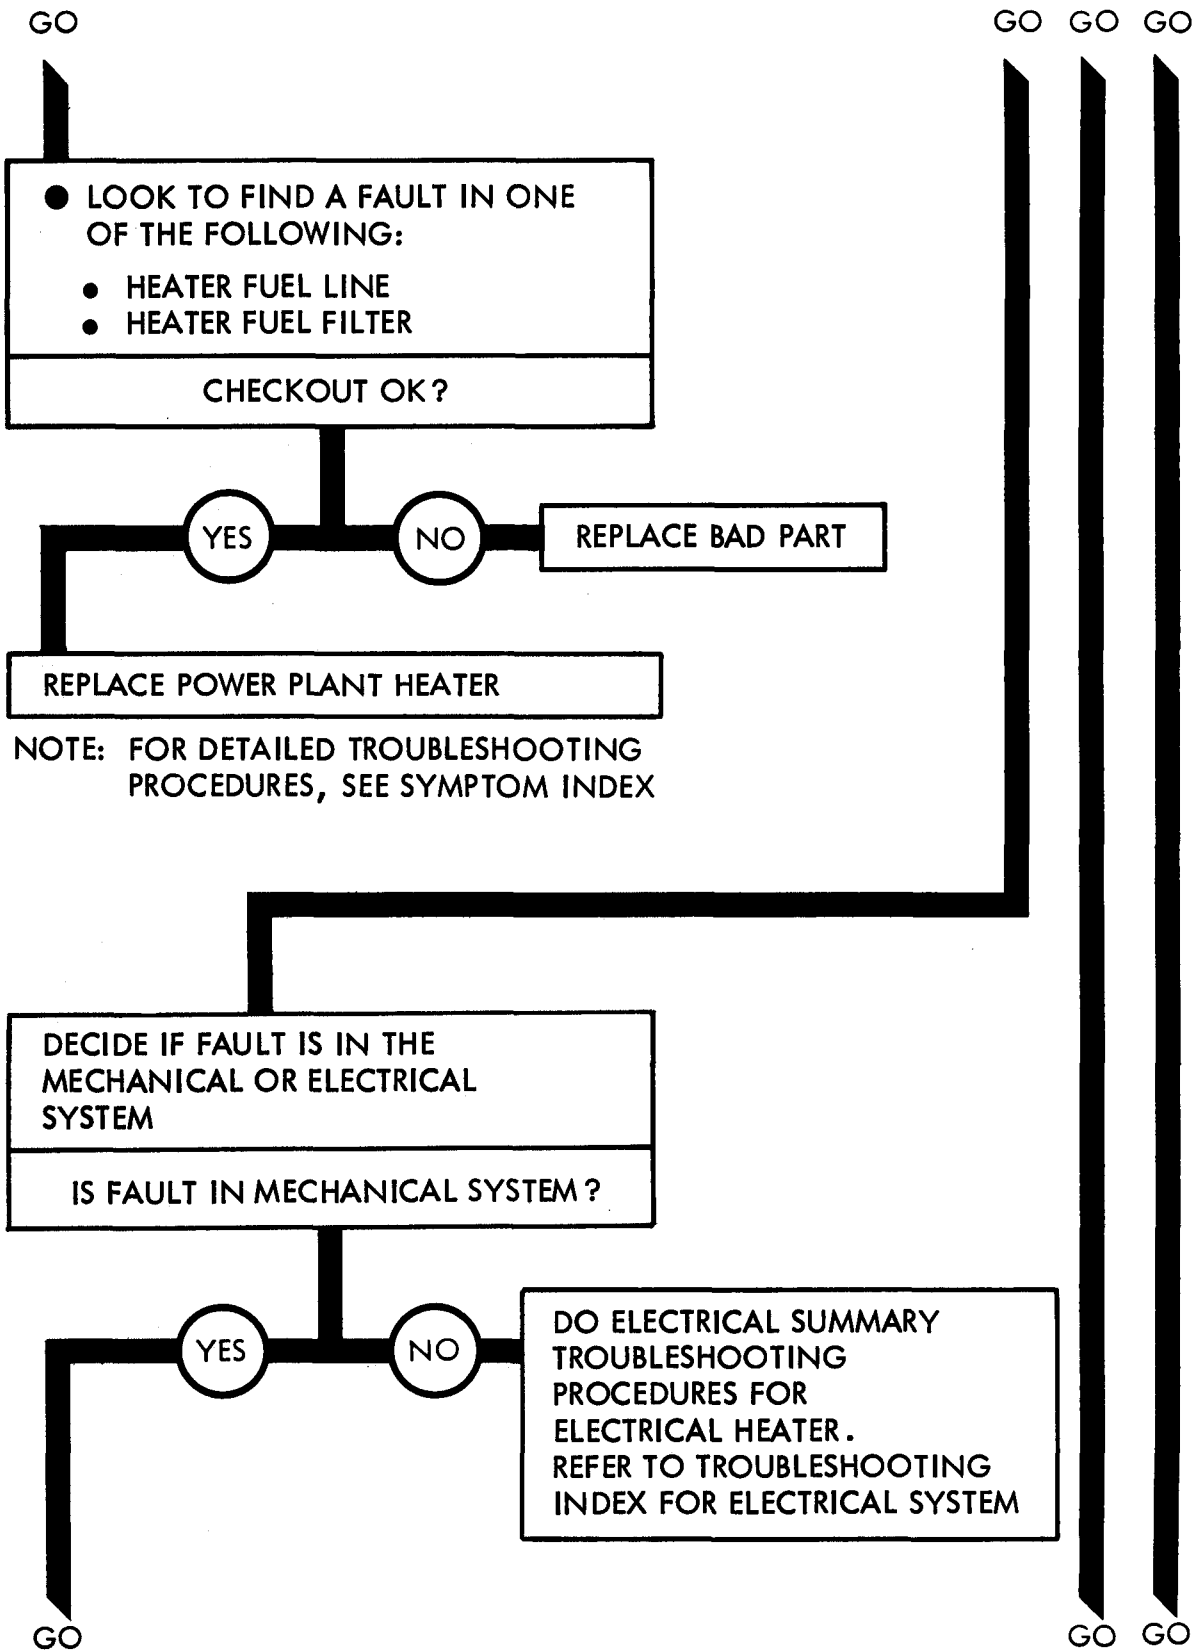 GO
GO GO GO
● LOOK TO FIND A FAULT IN ONE
OF THE FOLLOWING:
● HEATER FUEL LINE
● HEATER FUEL FILTER
CHECKOUT OK?
YES
NO
REPLACE BAD PART
REPLACE POWER PLANT HEATER
NOTE: FOR DETAILED TROUBLESHOOTING
PROCEDURES, SEE SYMPTOM INDEX
DECIDE IF FAULT IS IN THE
MECHANICAL OR ELECTRICAL
SYSTEM
IS FAULT IN MECHANICAL SYSTEM?
YES
NO
DO ELECTRICAL SUMMARY
TROUBLESHOOTING
PROCEDURES FOR
ELECTRICAL HEATER.
REFER TO TROUBLESHOOTING
INDEX FOR ELECTRICAL SYSTEM
GO
GO GO